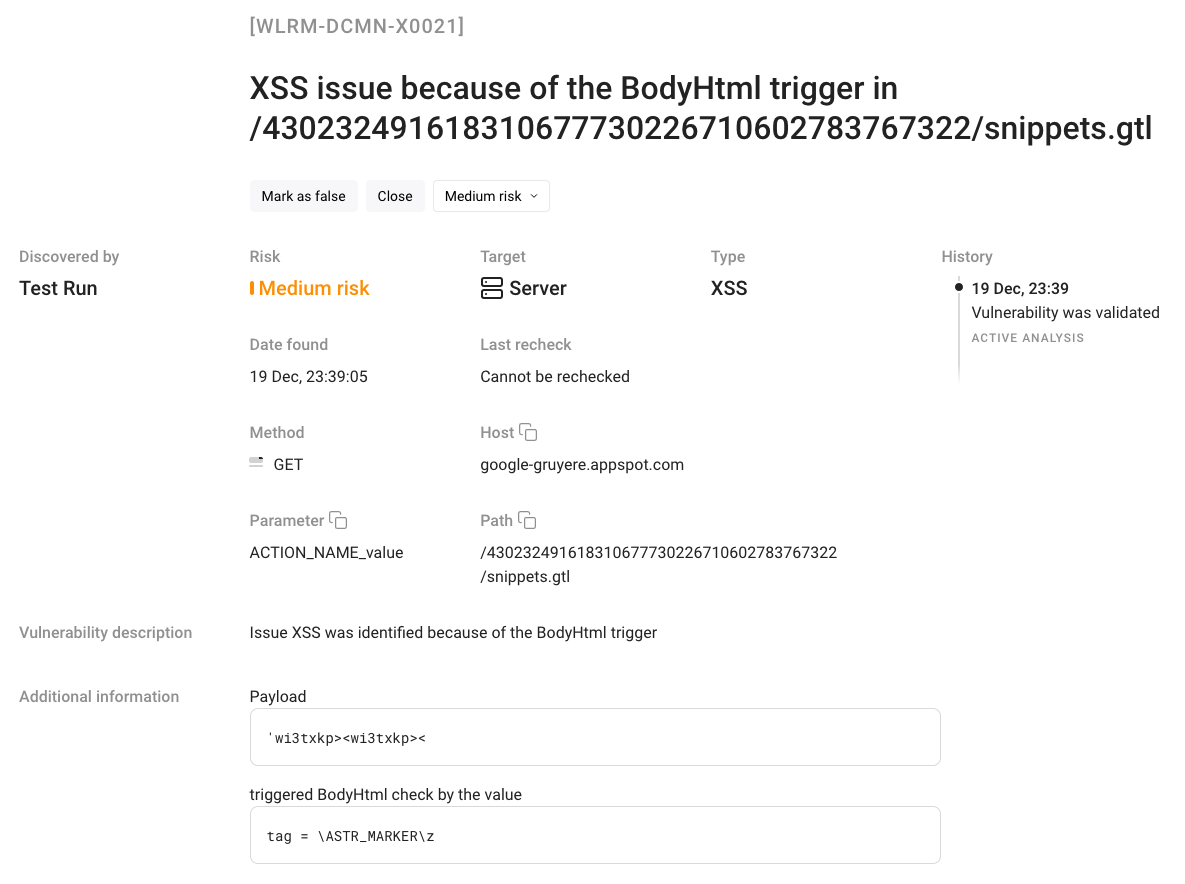 [WLRM-DCMN-X0021]
XSS issue because of the BodyHtml trigger in
/430232491618310677730226710602783767322/snippets.gtl
Mark as false
Close
Medium risk
Discovered by
Test Run
Risk
Medium risk
Target
Server
Type
XSS
History
19 Dec, 23:39
Vulnerability was validated
ACTIVE ANALYSIS
Date found
19 Dec, 23:39:05
Last recheck
Cannot be rechecked
Method
GET
Host
google-gruyere.appspot.com
Parameter
ACTION_NAME_value
Path
/430232491618310677730226710602783767322
/snippets.gtl
Vulnerability description
Issue XSS was identified because of the BodyHtml trigger
Additional information
Payload
'wi3txkp><wi3txkp><
triggered BodyHtml check by the value
tag = \ASTR_MARKER\z